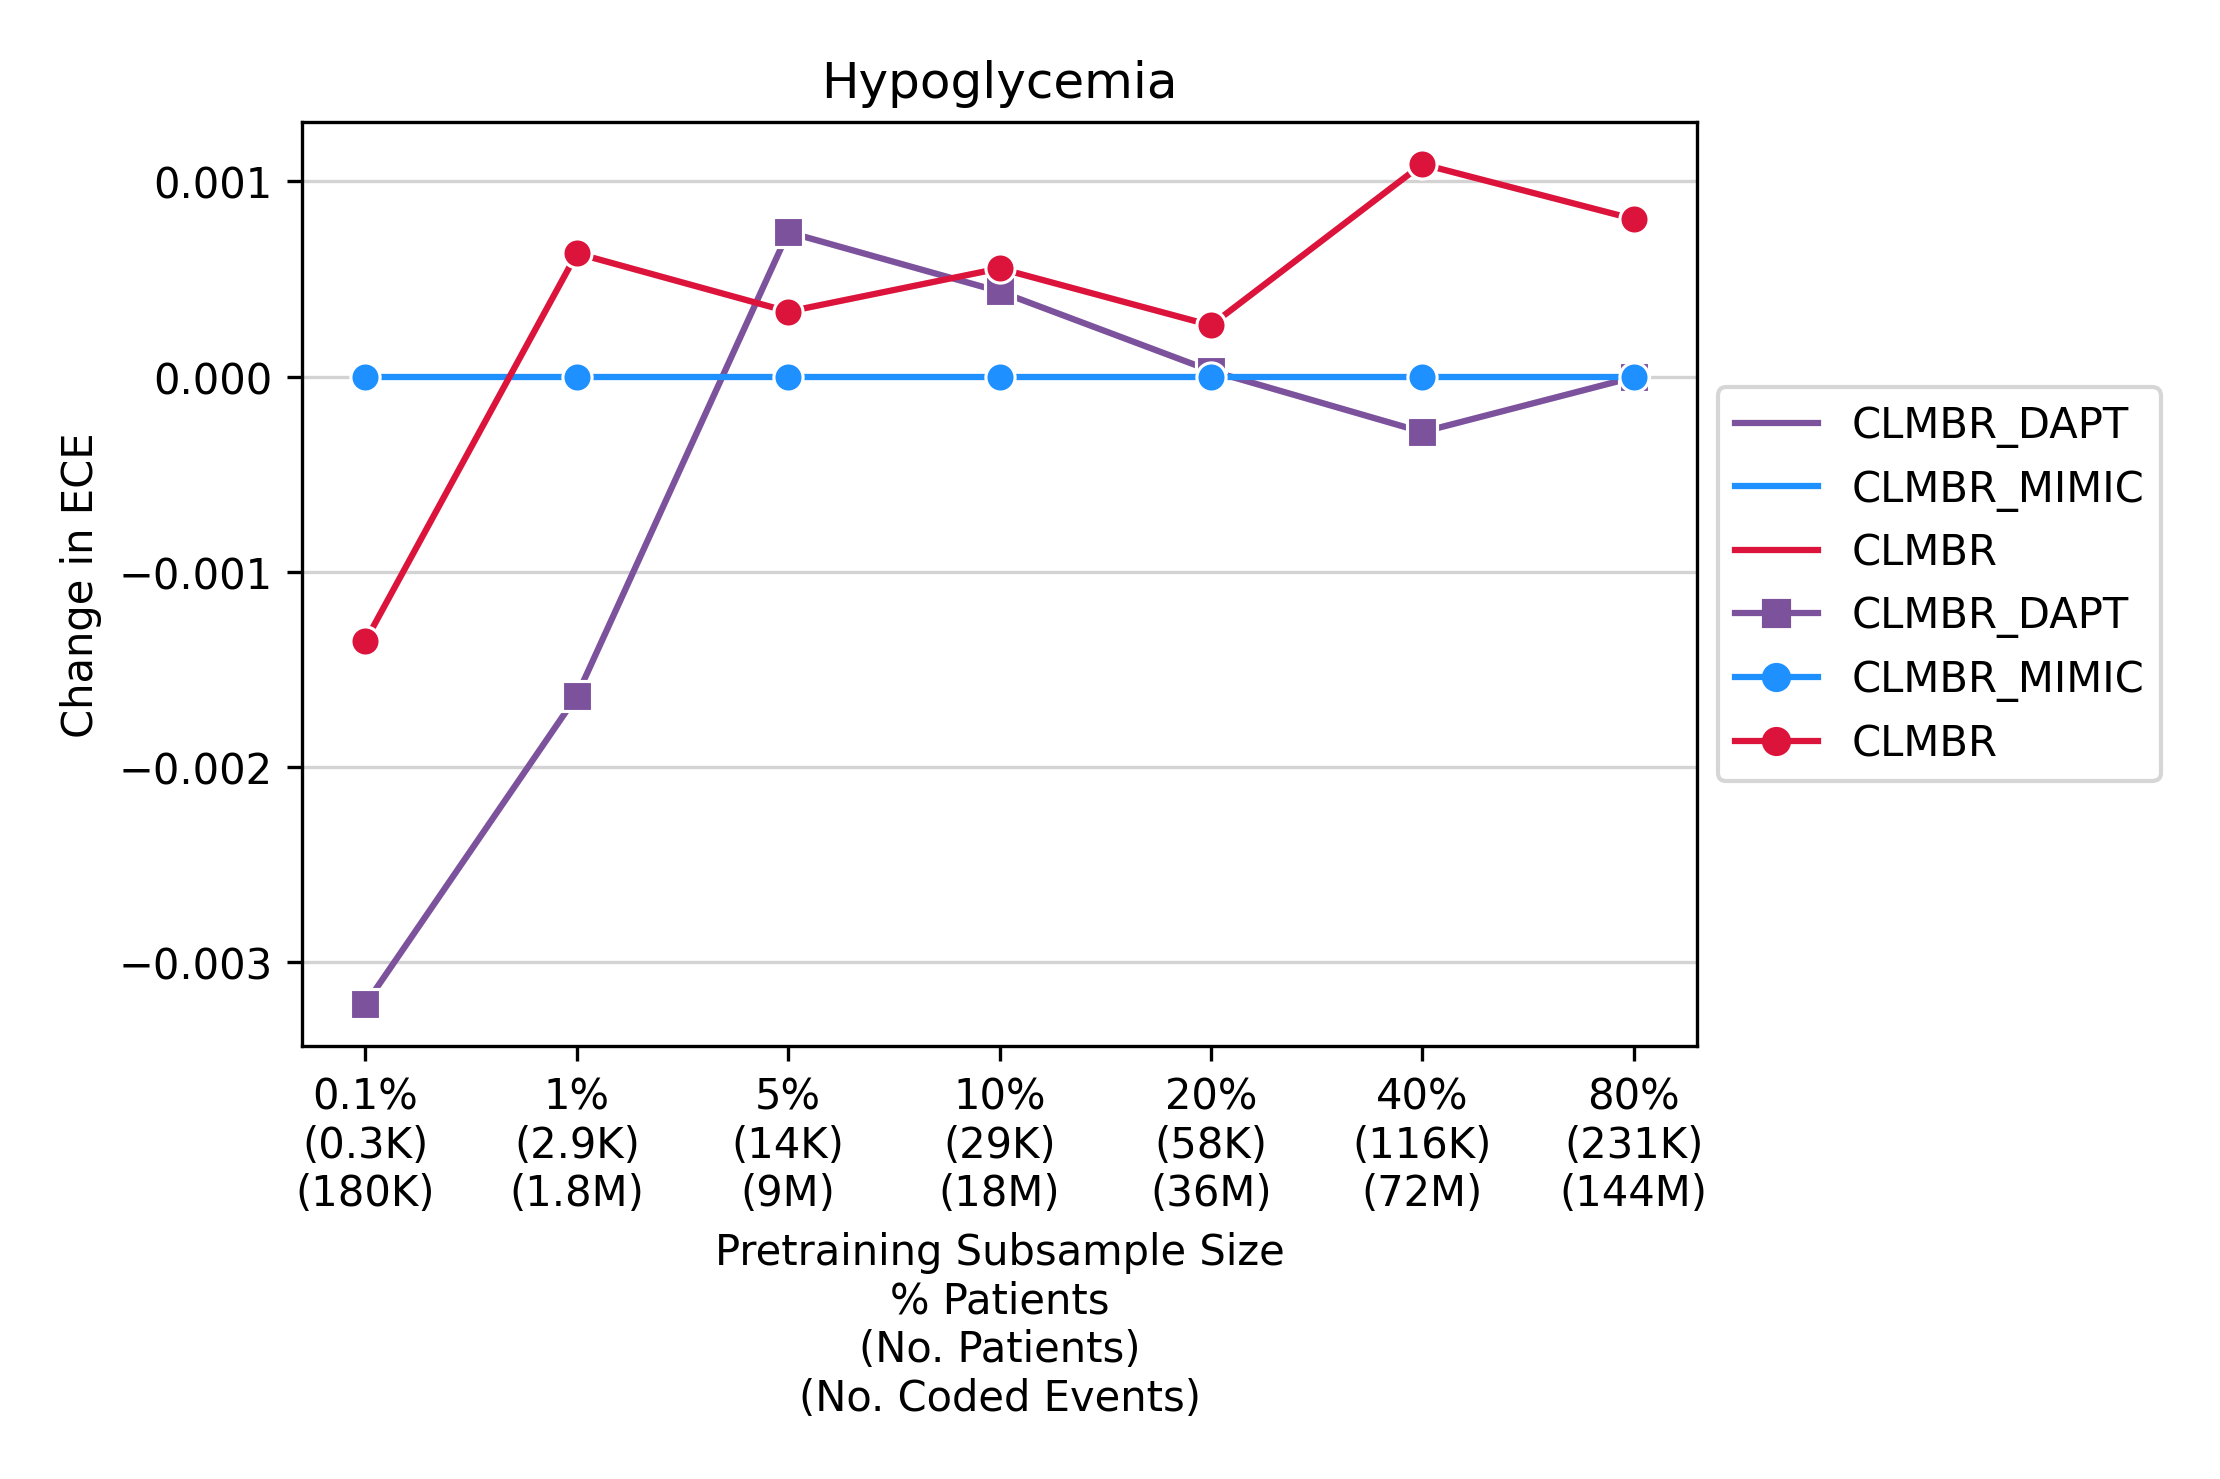 Hypoglycemia
0.001
0.000
−0.001
−0.002
−0.003
Change in ECE
CLMBR_DAPT
CLMBR_MIMIC
CLMBR
CLMBR_DAPT
CLMBR_MIMIC
CLMBR
0.1% 1% 5% 10% 20% 40% 80%
(0.3K) (2.9K) (14K) (29K) (58K) (116K) (231K)
(180K) (1.8M) (9M) (18M) (36M) (72M) (144M)
Pretraining Subsample Size
% Patients
(No. Patients)
(No. Coded Events)